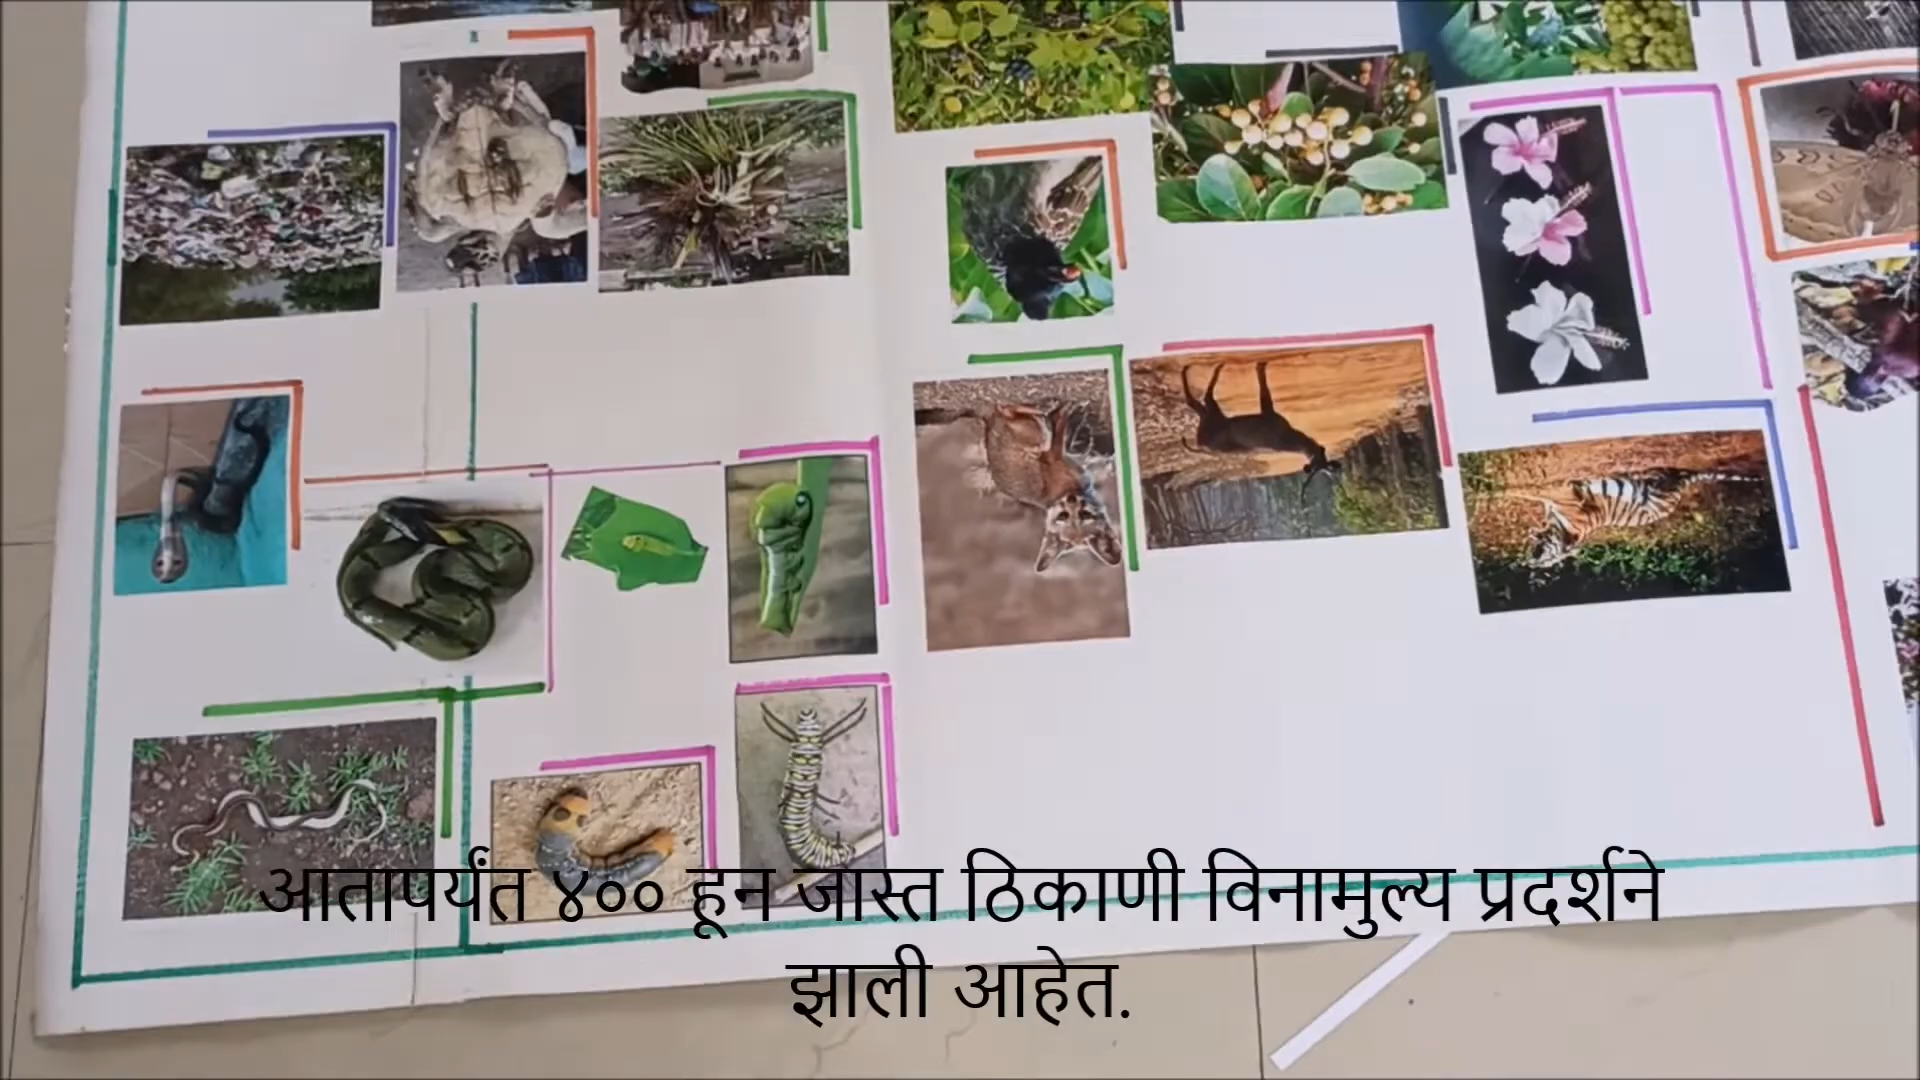 आतापर्यंत ४०० हून जास्त ठिकाणी विनामुल्य प्रदर्शने
झाली आहेत.